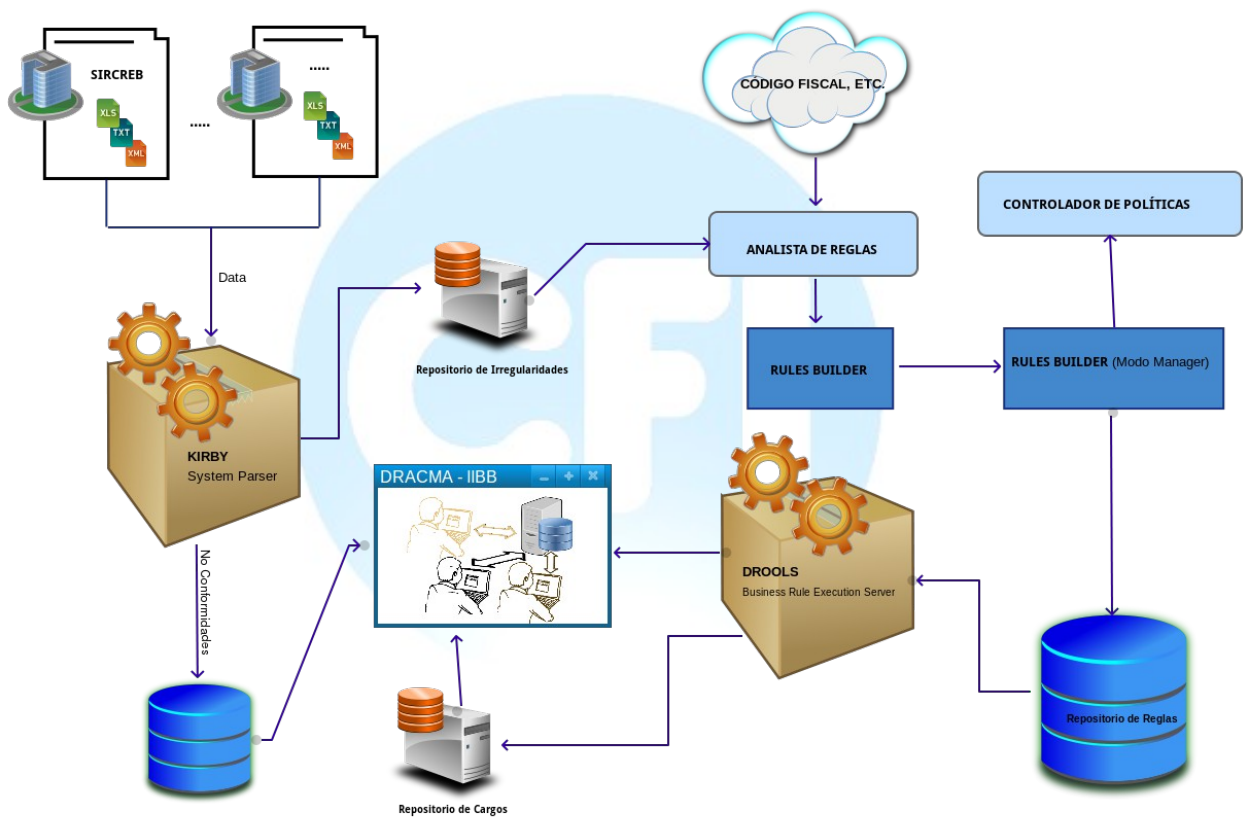 SIRCREB
XLS
TXT
XML
.....
.....
XLS
TXT
XML
CÓDIGO FISCAL, ETC.
CONTROLADOR DE POLÍTICAS
ANALISTA DE REGLAS
Data
Repositorio de Irregularidades
RULES BUILDER
RULES BUILDER (Modo Manager)
CFI
KIRBY
System Parser
DRACMA - IIBB
DROOLS
Business Rule Execution Server
No Conformidades
Repositorio de Reglas
Repositorio de Cargos